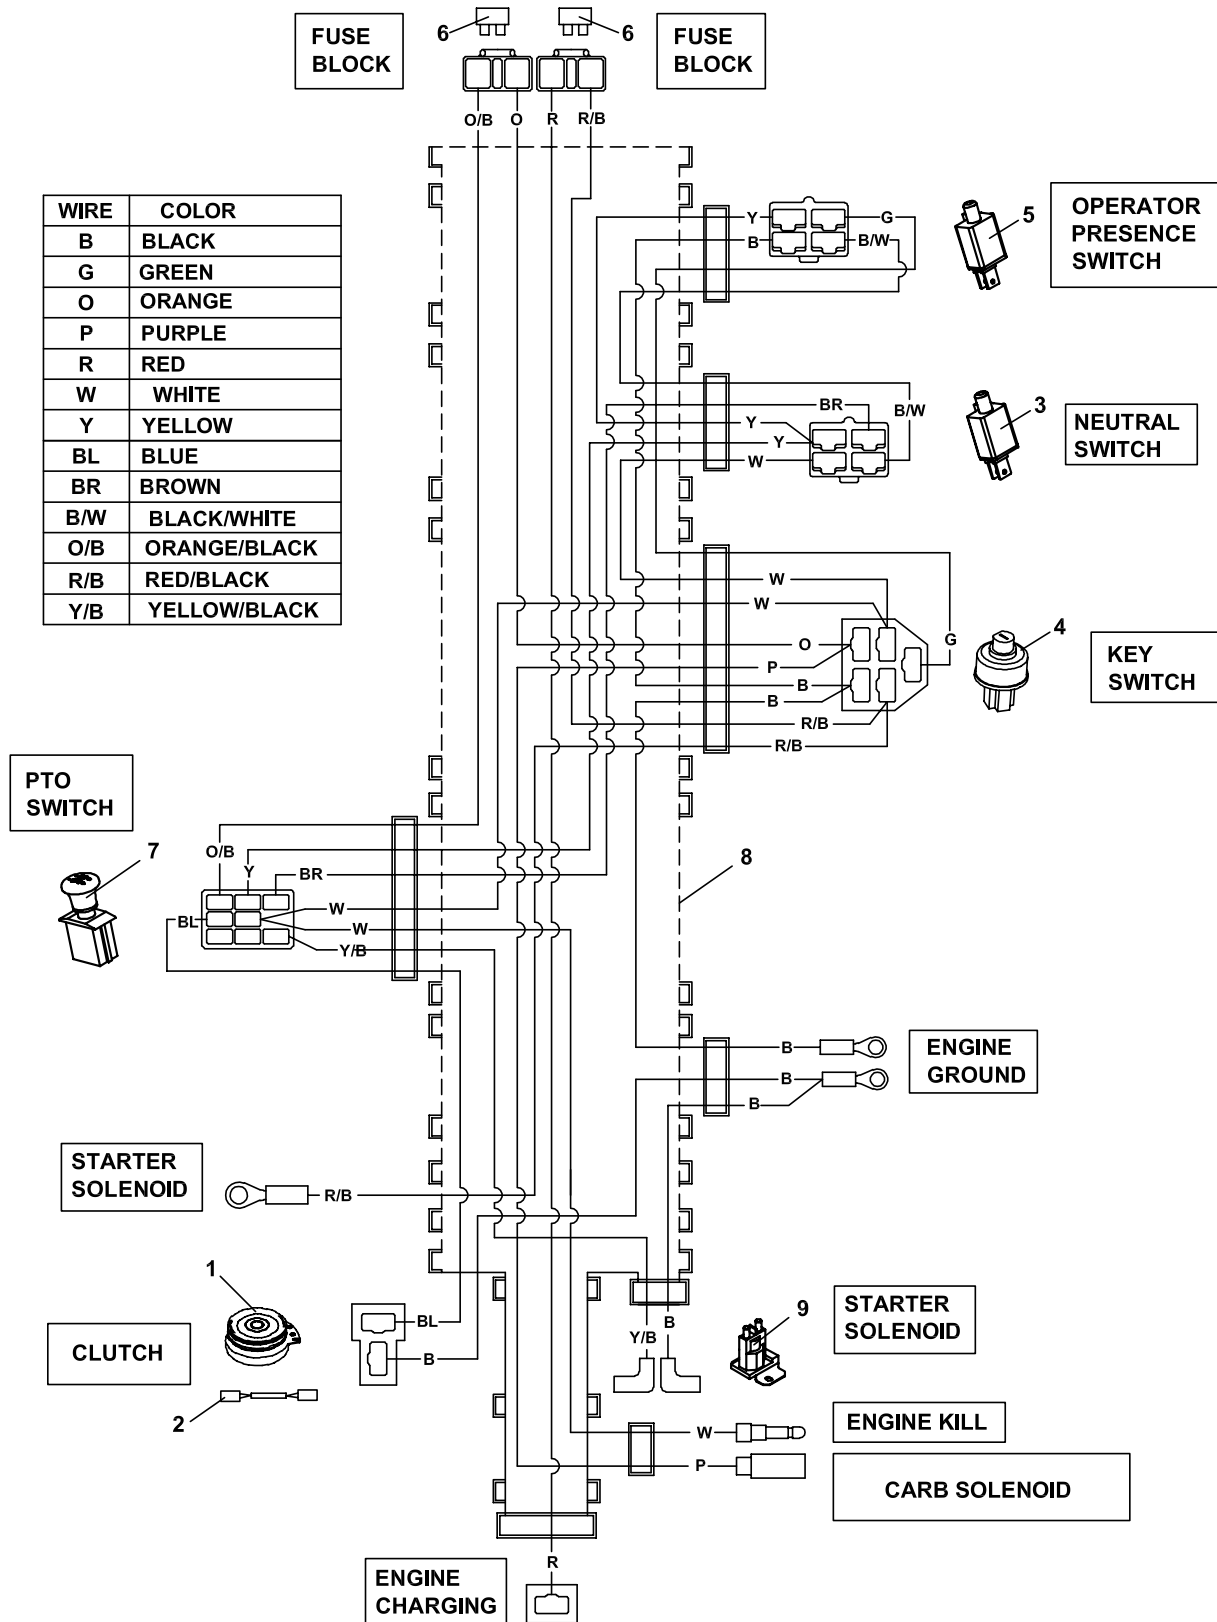 FUSE
BLOCK
6
6
FUSE
BLOCK
O/B
O
R
R/B
WIRE COLOR
B BLACK
G GREEN
O ORANGE
P PURPLE
R RED
W WHITE
Y YELLOW
BL BLUE
BR BROWN
B/W BLACK/WHITE
O/B ORANGE/BLACK
R/B RED/BLACK
Y/B YELLOW/BLACK
Y
G
B
B/W
5
OPERATOR
PRESENCE
SWITCH
BR
B/W
Y
Y
W
3
NEUTRAL
SWITCH
W
W
O
G
P
B
B
R/B
R/B
4
KEY
SWITCH
PTO
SWITCH
7
O/B
Y
BR
W
BL
W
Y/B
8
B
B
B
ENGINE
GROUND
STARTER
SOLENOID
R/B
1
CLUTCH
2
BL
B
Y/B
B
9
STARTER
SOLENOID
W
ENGINE KILL
P
CARB SOLENOID
R
ENGINE
CHARGING